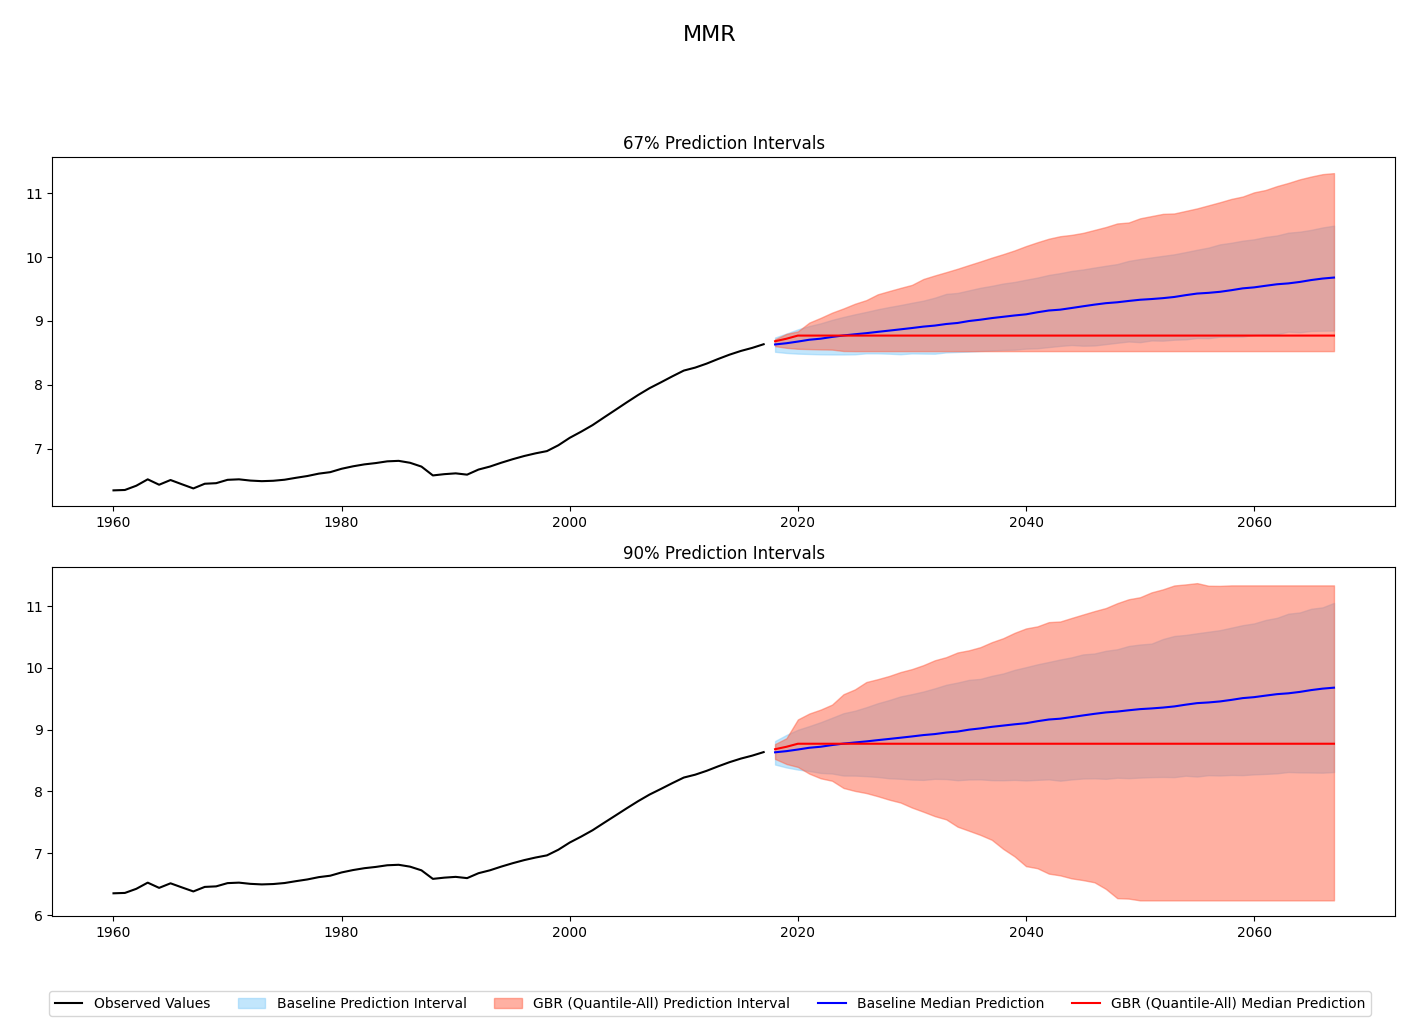 MMR
67% Prediction Intervals
11
10
9
8
7
1960 1980 2000 2020 2040 2060
90% Prediction Intervals
11
10
9
8
7
6
1960 1980 2000 2020 2040 2060
Observed Values Baseline Prediction Interval GBR (Quantile-All) Prediction Interval Baseline Median Prediction GBR (Quantile-All) Median Prediction